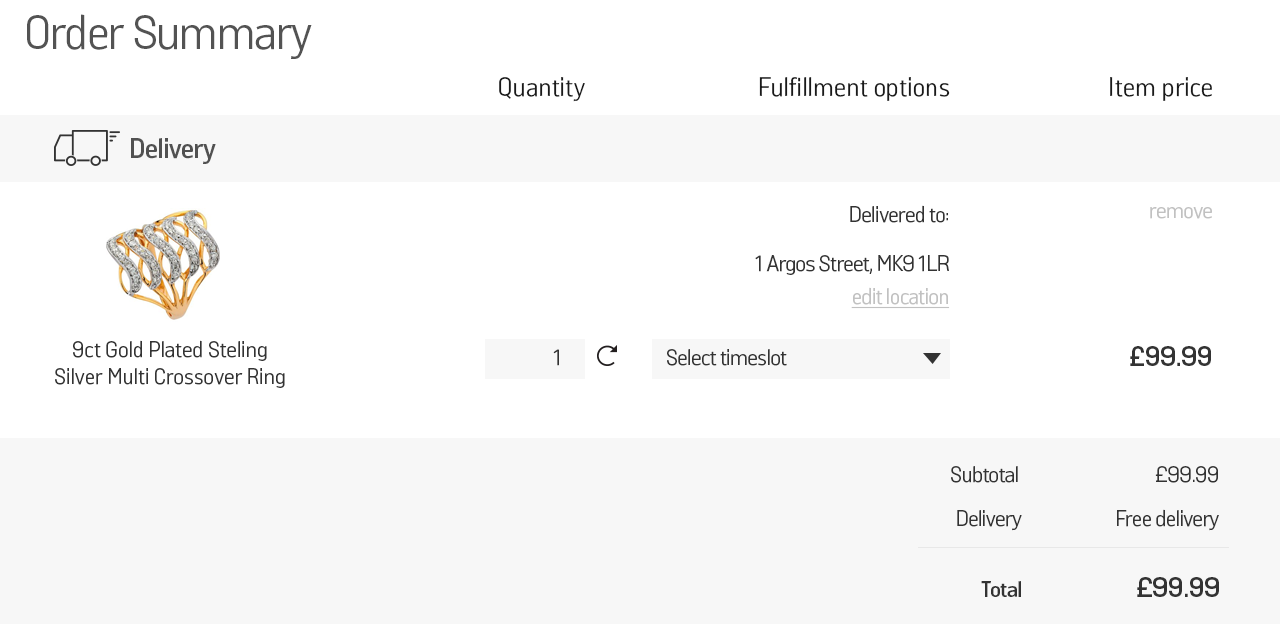 Order Summary
Quantity Fulfillment options Item price
Delivery
Delivered to:
remove
1 Argos Street, MK9 1LR
edit location
9ct Gold Plated Steling
Silver Multi Crossover Ring
1 Select timeslot £99.99
Subtotal £99.99
Delivery Free delivery
Total £99.99